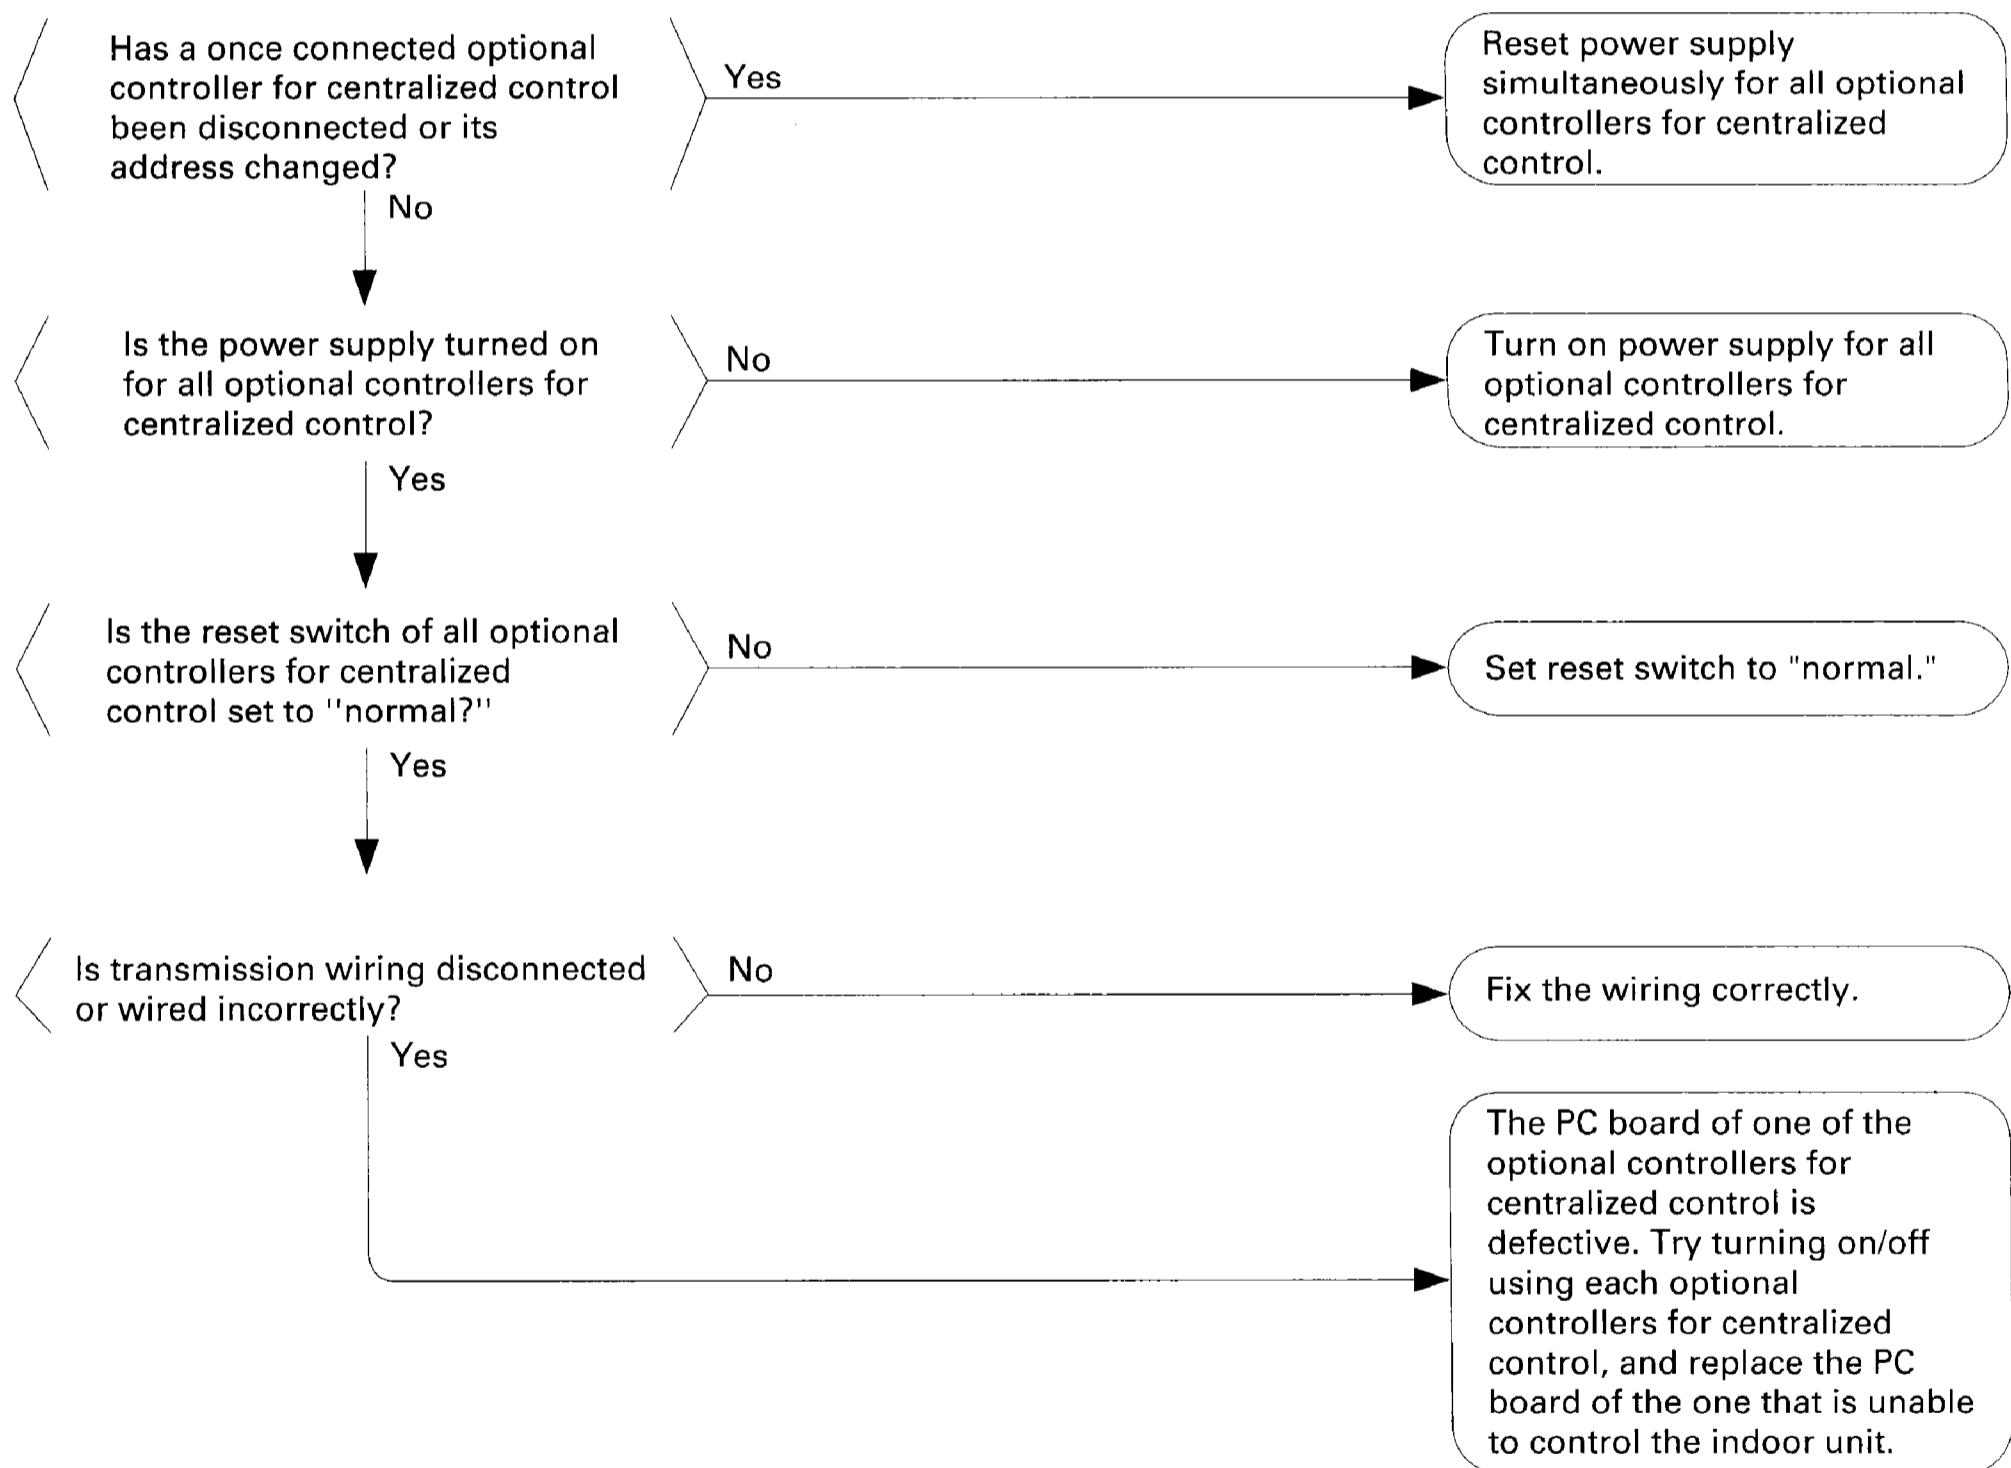 Has a once connected optional
controller for centralized control
been disconnected or its
address changed?
Yes
Reset power supply
simultaneously for all optional
controllers for centralized
control.
No
Is the power supply turned on
for all optional controllers for
centralized control?
No
Turn on power supply for all
optional controllers for
centralized control.
Yes
Is the reset switch of all optional
controllers for centralized
control set to "normal?"
No
Set reset switch to "normal."
Yes
Is transmission wiring disconnected
or wired incorrectly?
No
Fix the wiring correctly.
Yes
The PC board of one of the
optional controllers for
centralized control is
defective. Try turning on/off
using each optional
controllers for centralized
control, and replace the PC
board of the one that is unable
to control the indoor unit.